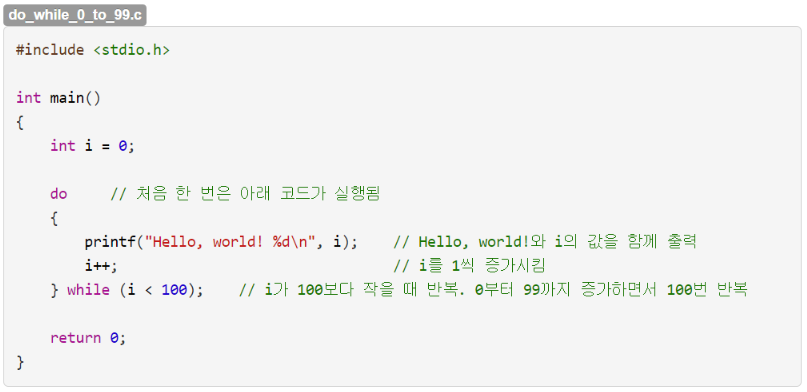 do_while_0_to_99.c
#include <stdio.h>
int main()
{
    int i = 0;
    do     // 처음 한 번은 아래 코드가 실행됨
    {
        printf("Hello, world! %d\n", i);    // Hello, world!와 i의 값을 함께 출력
        i++;                                // i를 1씩 증가시킴
    } while (i < 100);    // i가 100보다 작을 때 반복. 0부터 99까지 증가하면서 100번 반복
    return 0;
}